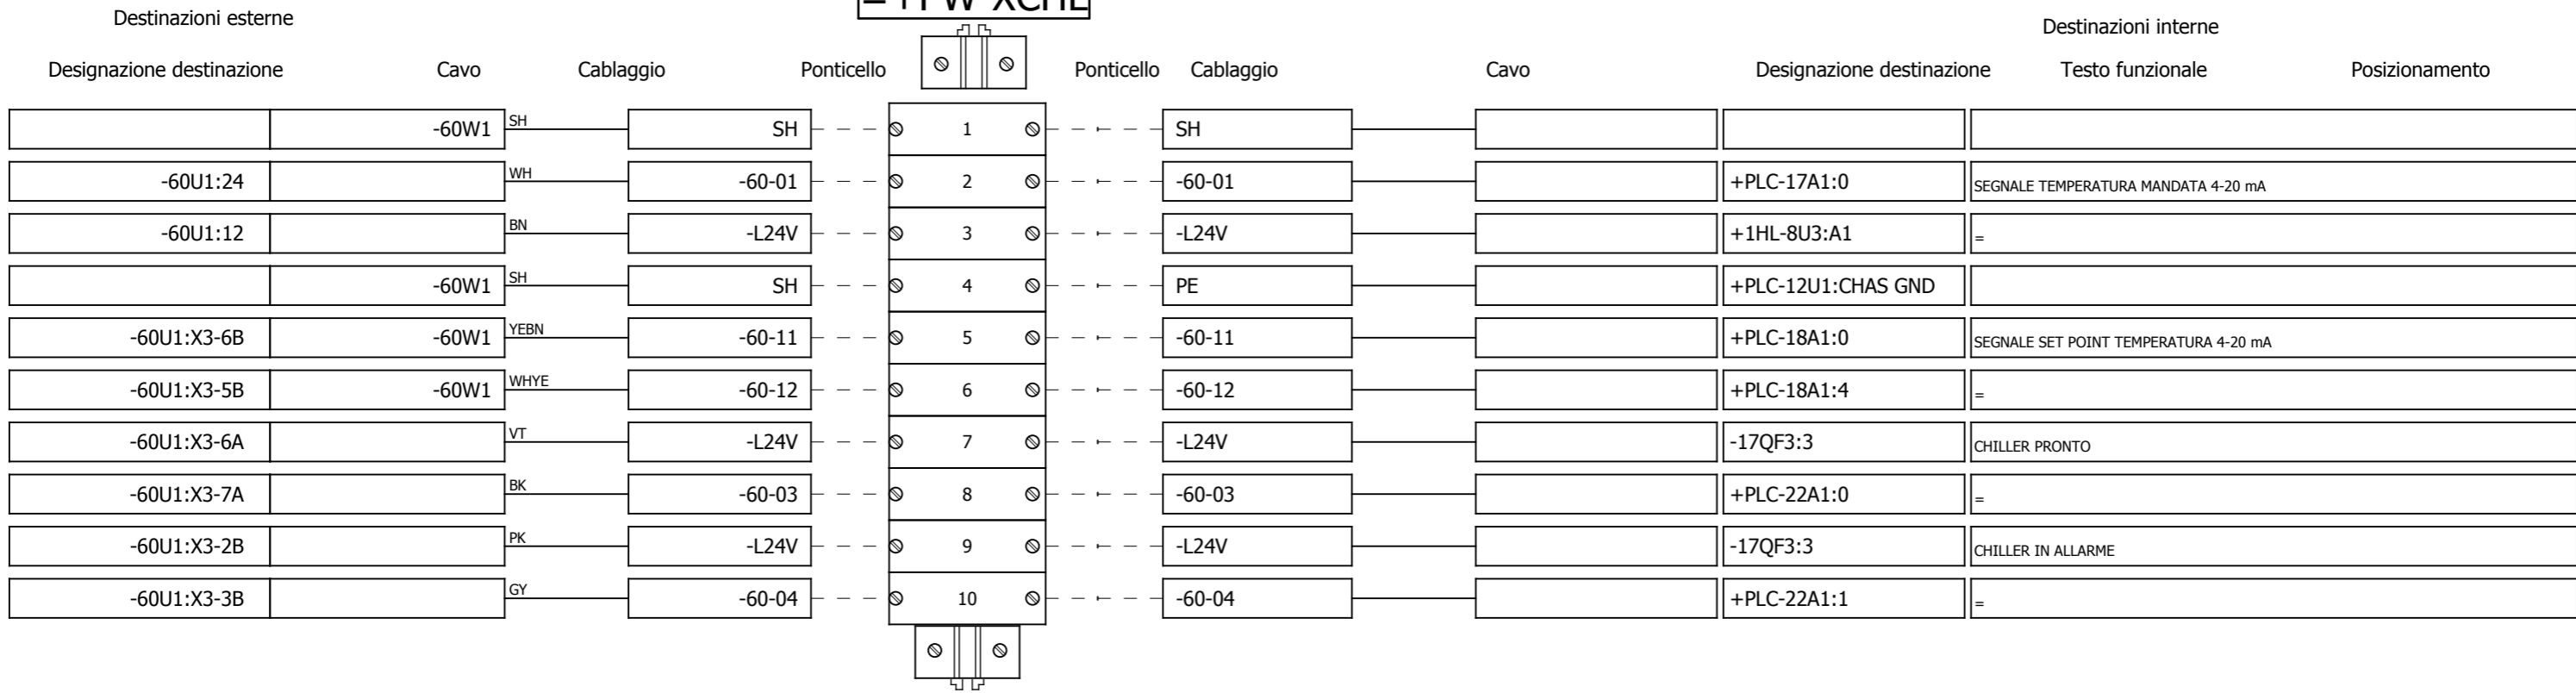 Destinazioni esterne
Destinazioni interne
Designazione destinazione Cavo Cablaggio Ponticello Ponticello Cablaggio Cavo Designazione destinazione Testo funzionale Posizionamento
-60W1 SH SH 1 SH
-60U1:24 WH -60-01 2 -60-01 +PLC-17A1:0 SEGNALE TEMPERATURA MANDATA 4-20 mA
-60U1:12 BN -L24V 3 -L24V +1HL-8U3:A1 =
-60W1 SH SH 4 PE +PLC-12U1:CHAS GND
-60U1:X3-6B -60W1 YEBN -60-11 5 -60-11 +PLC-18A1:0 SEGNALE SET POINT TEMPERATURA 4-20 mA
-60U1:X3-5B -60W1 WHYE -60-12 6 -60-12 +PLC-18A1:4 =
-60U1:X3-6A VT -L24V 7 -L24V -17QF3:3 CHILLER PRONTO
-60U1:X3-7A BK -60-03 8 -60-03 +PLC-22A1:0 =
-60U1:X3-2B PK -L24V 9 -L24V -17QF3:3 CHILLER IN ALLARME
-60U1:X3-3B GY -60-04 10 -60-04 +PLC-22A1:1 =